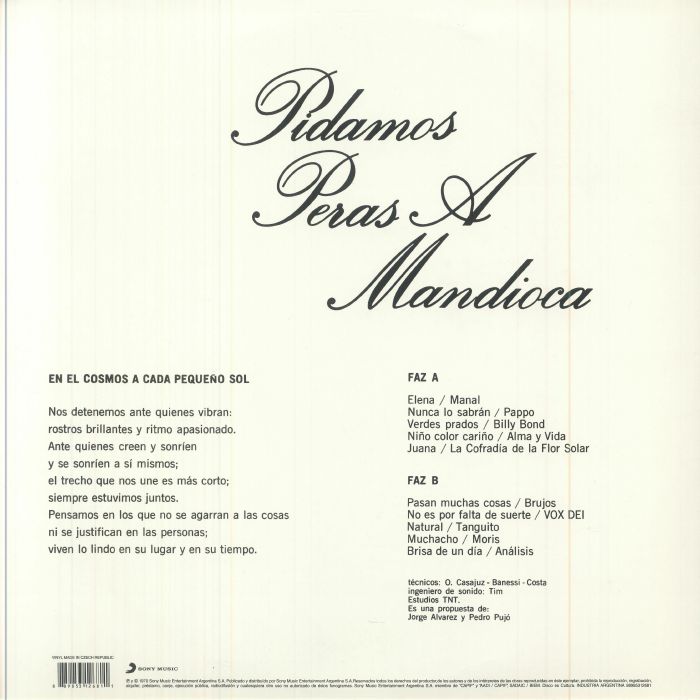 Pidamos
Peras A
Mandioca
EN EL COSMOS A CADA PEQUEÑO SOL
Nos detenemos ante quienes vibran:
rostros brillantes y ritmo apasionado.
Ante quienes creen y sonríen
y se sonríen a sí mismos;
el trecho que nos une es más corto;
siempre estuvimos juntos.
Pensamos en los que no se agarran a las cosas
ni se justifican en las personas;
viven lo lindo en su lugar y en su tiempo.
FAZ A
Elena / Manal
Nunca lo sabrán / Pappo
Verdes prados / Billy Bond
Niño color cariño / Alma y Vida
Juana / La Cofradía de la Flor Solar
FAZ B
Pasan muchas cosas / Brujos
No es por falta de suerte / VOX DEI
Natural / Tanguito
Muchacho / Moris
Brisa de un día / Análisis
técnicos: O. Casajuz - Banessi - Costa
ingeniero de sonido: Tim
Estudios TNT.
Es una propuesta de:
Jorge Alvarez y Pedro Pujó
VINYL MADE IN CZECH REPUBLIC
SONY MUSIC